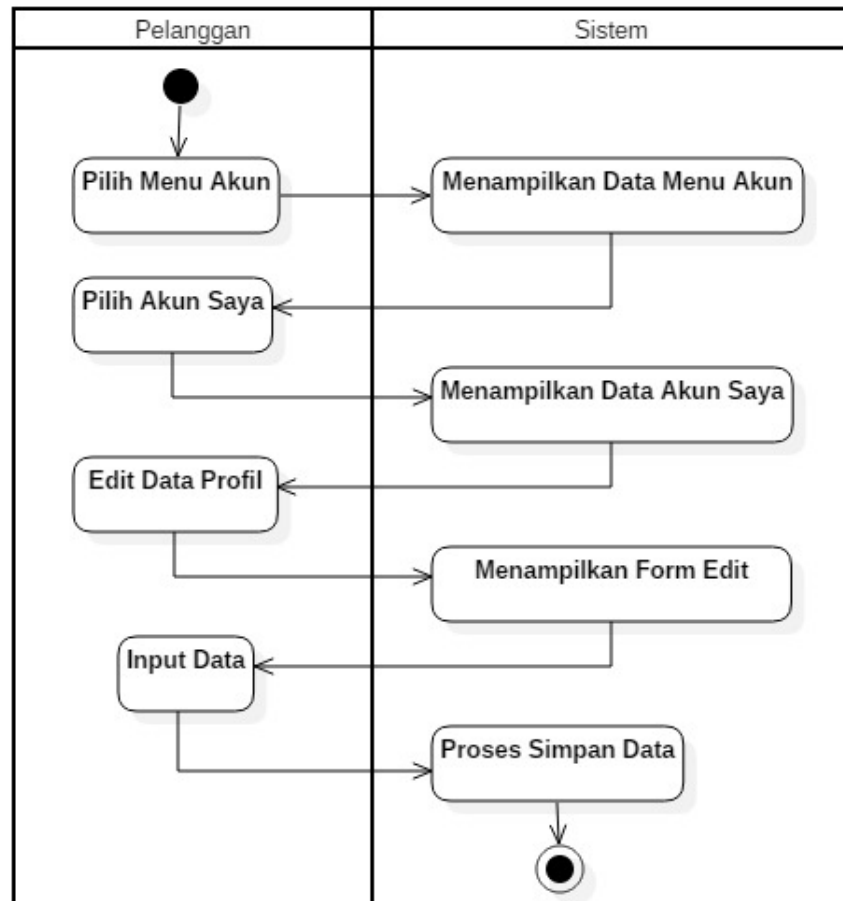 Pelanggan
Sistem
Pilih Menu Akun
Menampilkan Data Menu Akun
Pilih Akun Saya
Menampilkan Data Akun Saya
Edit Data Profil
Menampilkan Form Edit
Input Data
Proses Simpan Data